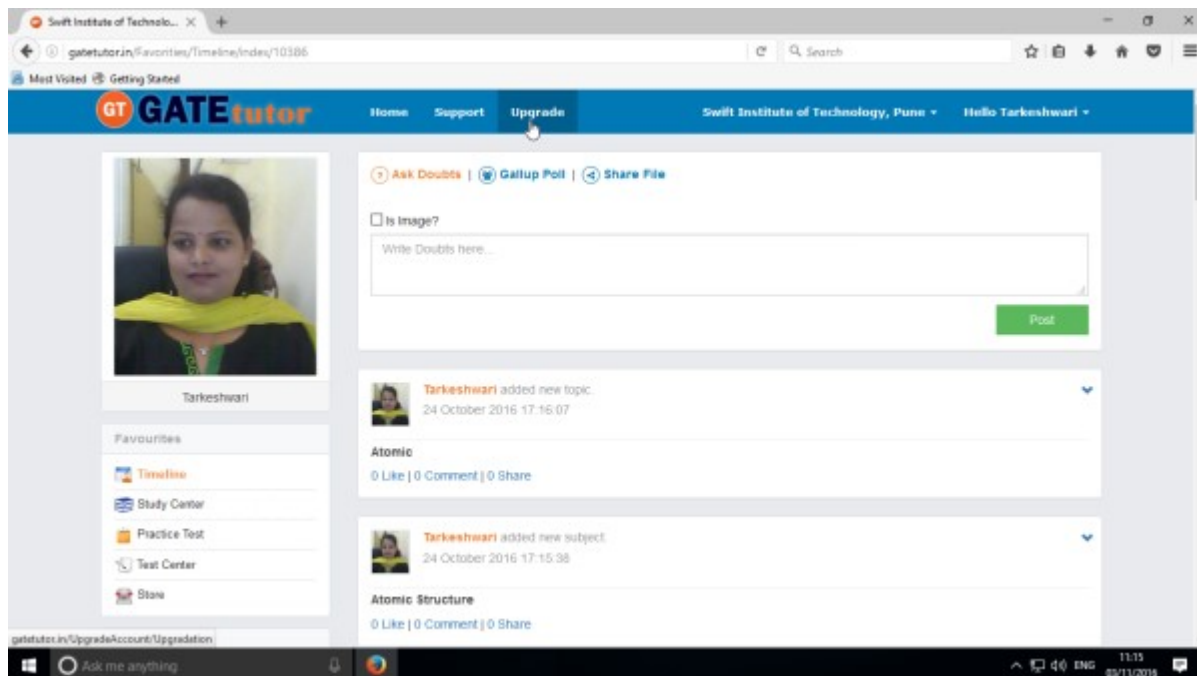 Swift Institute of Technolo...
gatetutor.in/Favorities/Timeline/index/10386
Search
Most Visited Getting Started
GT GATEtutor Home Support Upgrade Swift Institute of Technology, Pune Hello Tarkeshwari
? Ask Doubts | Gallup Poll | Share File
Is Image?
Write Doubts here...
Post
Tarkeshwari
Favourites
Timeline
Study Center
Practice Test
Test Center
Store
Tarkeshwari added new topic.
24 October 2016 17:16:07
Atomic
0 Like | 0 Comment | 0 Share
Tarkeshwari added new subject.
24 October 2016 17:15:38
Atomic Structure
0 Like | 0 Comment | 0 Share
gatetutor.in/UpgradeAccount/Upgradation
Ask me anything
ENG
11:15
03/11/2016